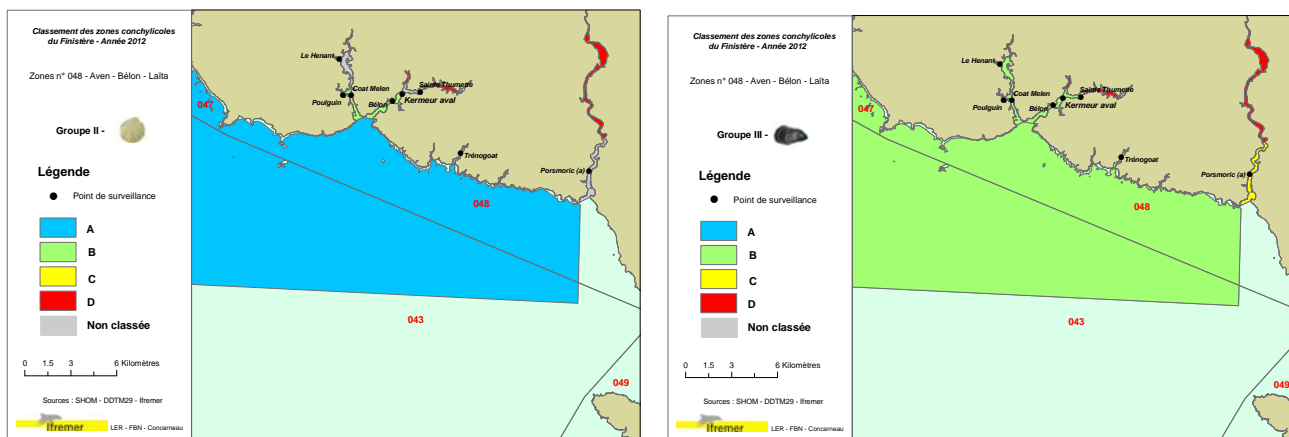 Classement des zones conchylicoles
du Finistère - Année 2012
Zones n° 048 - Aven - Bélon - Laïta
Groupe II -
Légende
Point de surveillance
A
B
C
D
Non classée
0 1.5 3 6 Kilomètres
Sources : SHOM - DDTM29 - Ifremer
Ifremer
LER - FBN - Concarneau
Le Henant
Coat Melen
Sainte Thumette
Poulguin
Bélon
Kermeur aval
047
Trénogoat
Porsmoric (a)
048
043
049
Classement des zones conchylicoles
du Finistère - Année 2012
Zones n° 048 - Aven - Bélon - Laïta
Groupe III -
Légende
Point de surveillance
A
B
C
D
Non classée
0 1.5 3 6 Kilomètres
Sources : SHOM - DDTM29 - Ifremer
Ifremer
LER - FBN - Concarneau
Le Henant
Coat Melen
Sainte Thumette
Poulguin
Bélon
Kermeur aval
047
Trénogoat
Porsmoric (a)
048
043
049